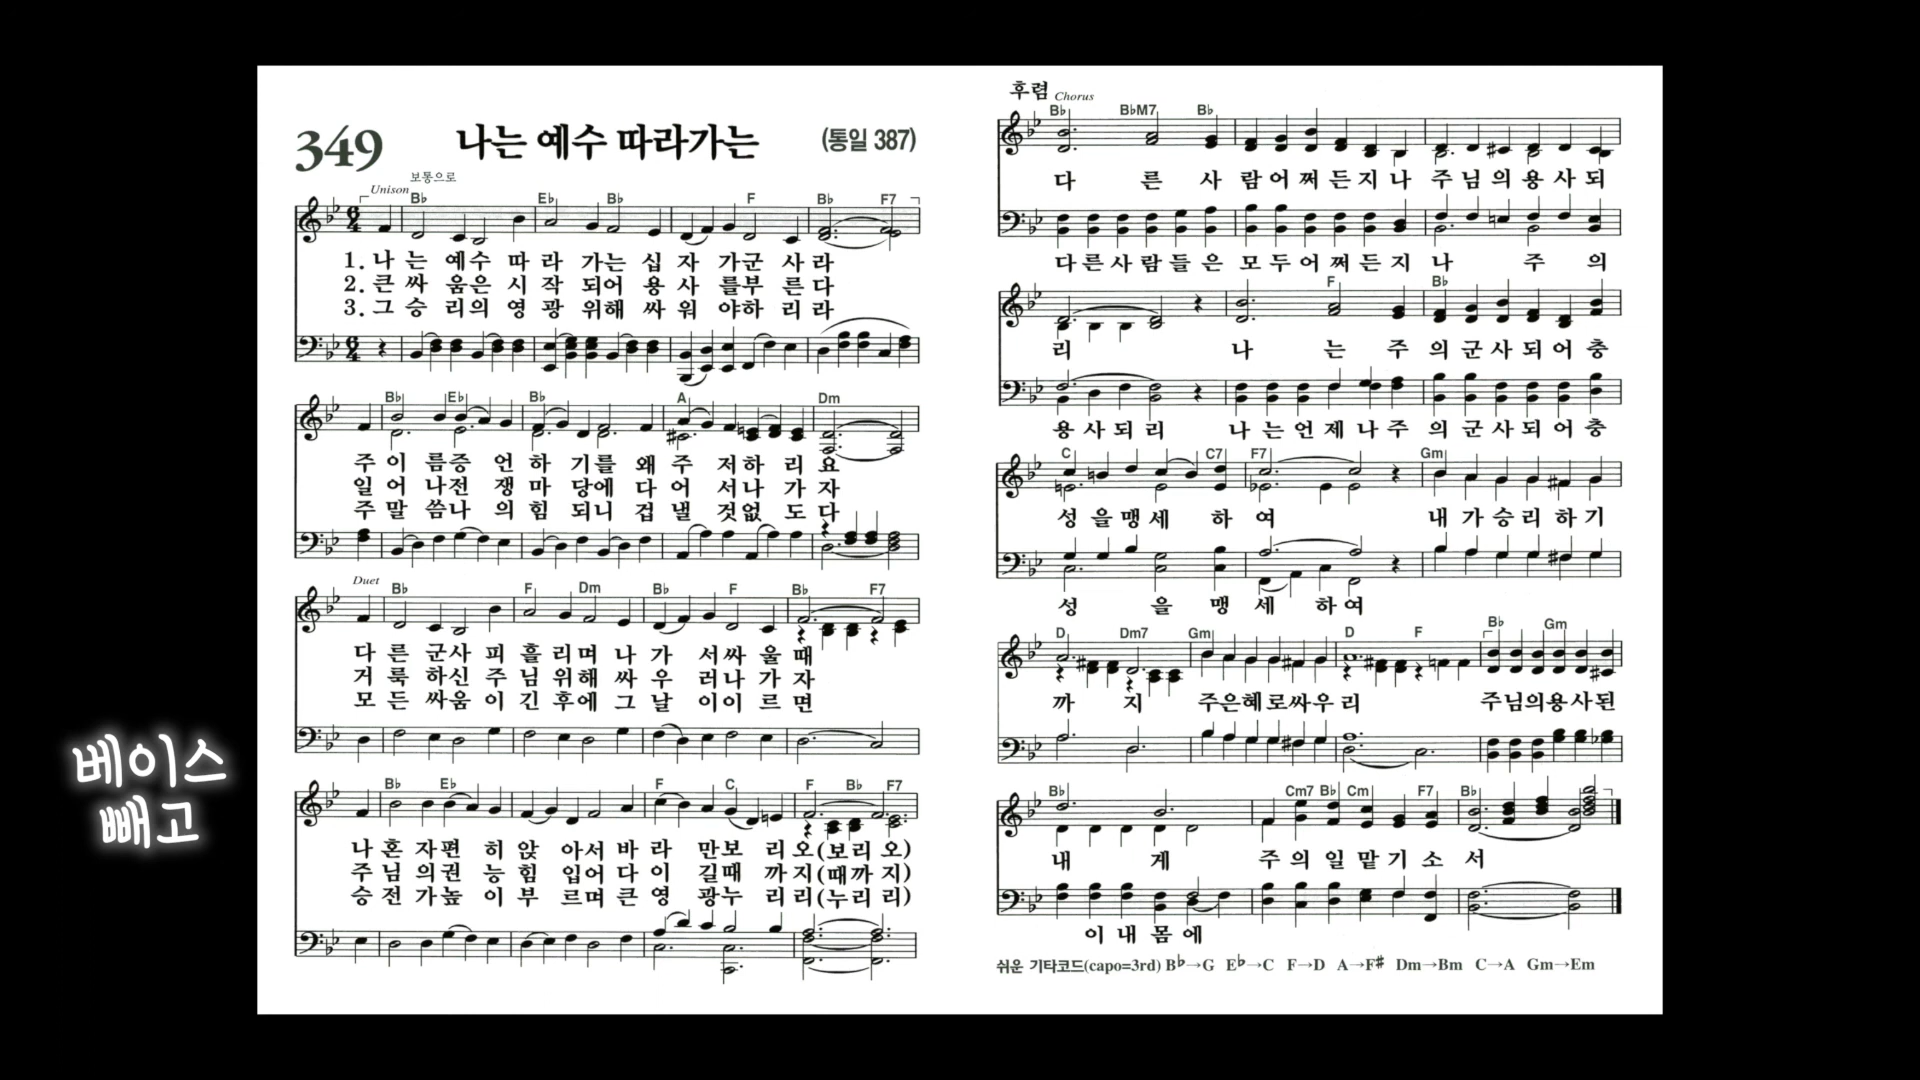 349 나는 예수 따라가는 (통일 387)
보통으로
Unison
B♭ E♭ B♭ F B♭ F7
1. 나 는 예수 따 라 가는 십 자 가군 사 라
2. 큰 싸 움은 시 작 되어 용 사 를부 른 다
3. 그 승 리의 영 광 위해 싸 워 야하 리 라
B♭ E♭ B♭ A Dm
주 이 름증 언 하 기를 왜 주 저하 리 요
일 어 나전 쟁 마 당에 다 어 서나 가 자
주 말 씀나 의 힘 되니 겁 낼 것없 도 다
Duet
B♭ F Dm B♭ F B♭ F7
다 른 군사 피 흘 리며 나 가 서싸 울 때
거 룩 하신 주 님 위해 싸 우 러나 가 자
모 든 싸움 이 긴 후에 그 날 이이 르 면
B♭ E♭ F C F B♭ F7
나 혼 자편 히 앉 아서 바 라 만보 리 오(보 리 오)
주 님 의권 능 힘 입어 다 이 길때 까 지(때 까 지)
승 전 가높 이 부 르며 큰 영 광누 리 리(누 리 리)
후렴 Chorus
B♭ B♭M7 B♭
다 른 사 람 어 쩌 든 지 나 주 님 의 용 사 되
다 른 사 람 들 은 모 두 어 쩌 든 지 나 주 의
F B♭
리 나 는 주 의 군 사 되 어 충
용 사 되 리 나 는 언 제 나 주 의 군 사 되 어 충
C C7 F7 Gm
성 을 맹 세 하 여 내 가 승 리 하 기
성 을 맹 세 하 여
D Dm7 Gm D F B♭ Gm
까 지 주은혜로싸우 리 주님의용사된
B♭ Cm7 B♭ Cm F7 B♭
내 게 주 의 일 맡 기 소 서
이 내 몸 에
쉬운 기타코드(capo=3rd) B♭→G E♭→C F→D A→F♯ Dm→Bm C→A Gm→Em
베이스
빼고